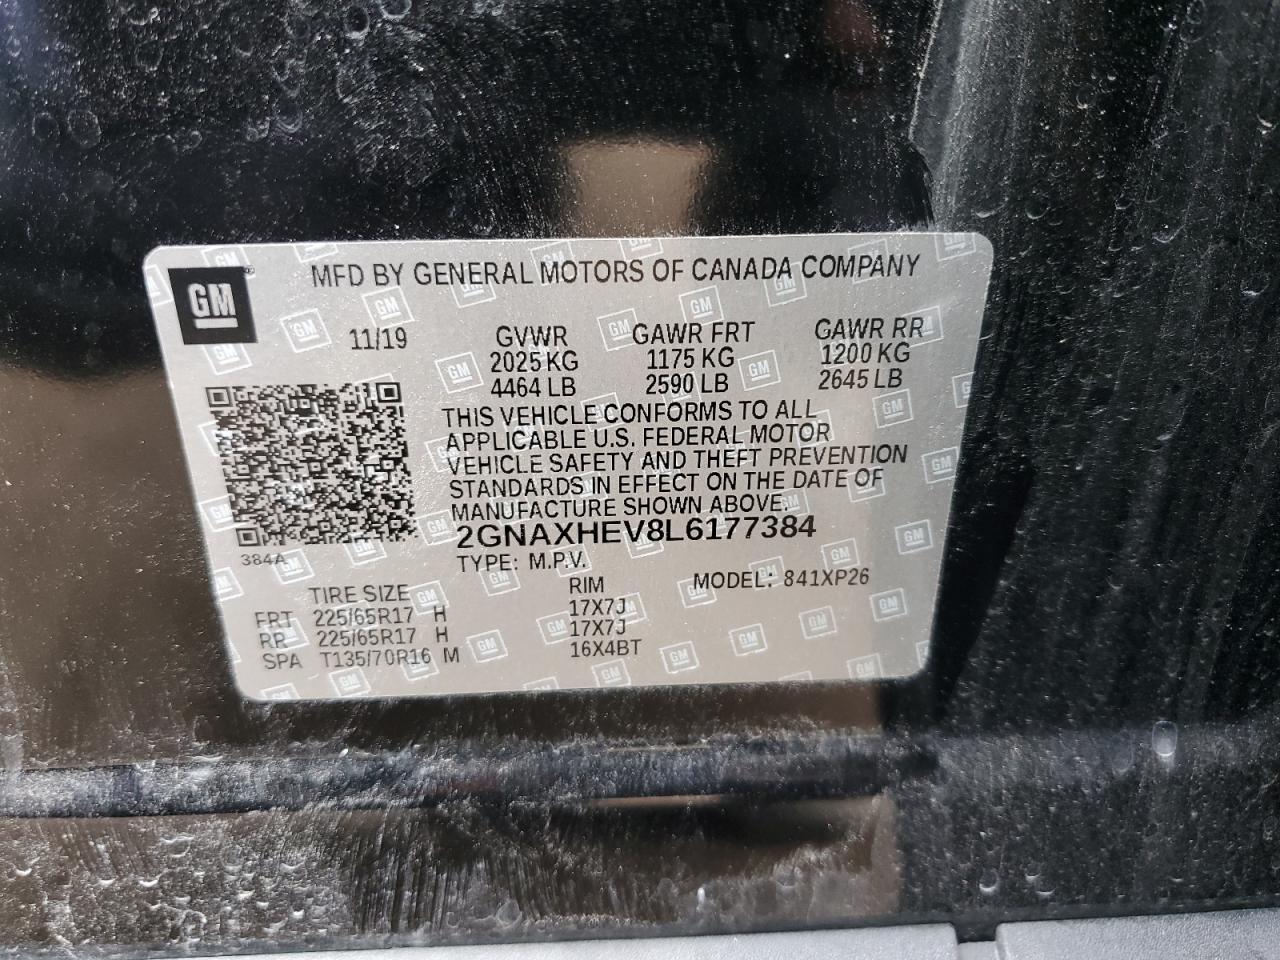 GM
MFD BY GENERAL MOTORS OF CANADA COMPANY
11/19 GVWR GAWR FRT GAWR RR
2025 KG 1175 KG 1200 KG
4464 LB 2590 LB 2645 LB
THIS VEHICLE CONFORMS TO ALL
APPLICABLE U.S. FEDERAL MOTOR
VEHICLE SAFETY AND THEFT PREVENTION
STANDARDS IN EFFECT ON THE DATE OF
MANUFACTURE SHOWN ABOVE.
2GNAXHEV8L6177384
384A
TYPE: M.P.V.
TIRE SIZE RIM MODEL: 841XP26
FRT 225/65R17 H 17X7J
RR 225/65R17 H 17X7J
SPA T135/70R16 M 16X4BT